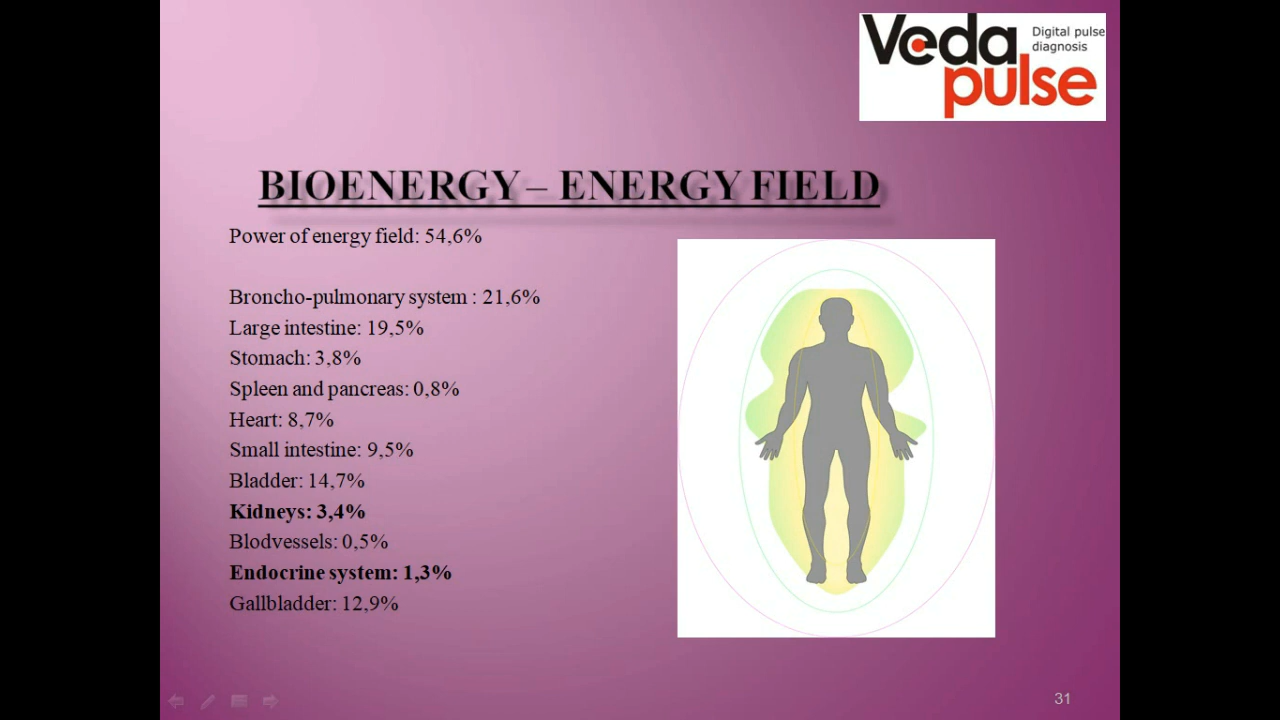 Veda
pulse
Digital pulse
diagnosis
BIOENERGY – ENERGY FIELD
Power of energy field: 54,6%
Broncho-pulmonary system : 21,6%
Large intestine: 19,5%
Stomach: 3,8%
Spleen and pancreas: 0,8%
Heart: 8,7%
Small intestine: 9,5%
Bladder: 14,7%
Kidneys: 3,4%
Blodvessels: 0,5%
Endocrine system: 1,3%
Gallbladder: 12,9%
31